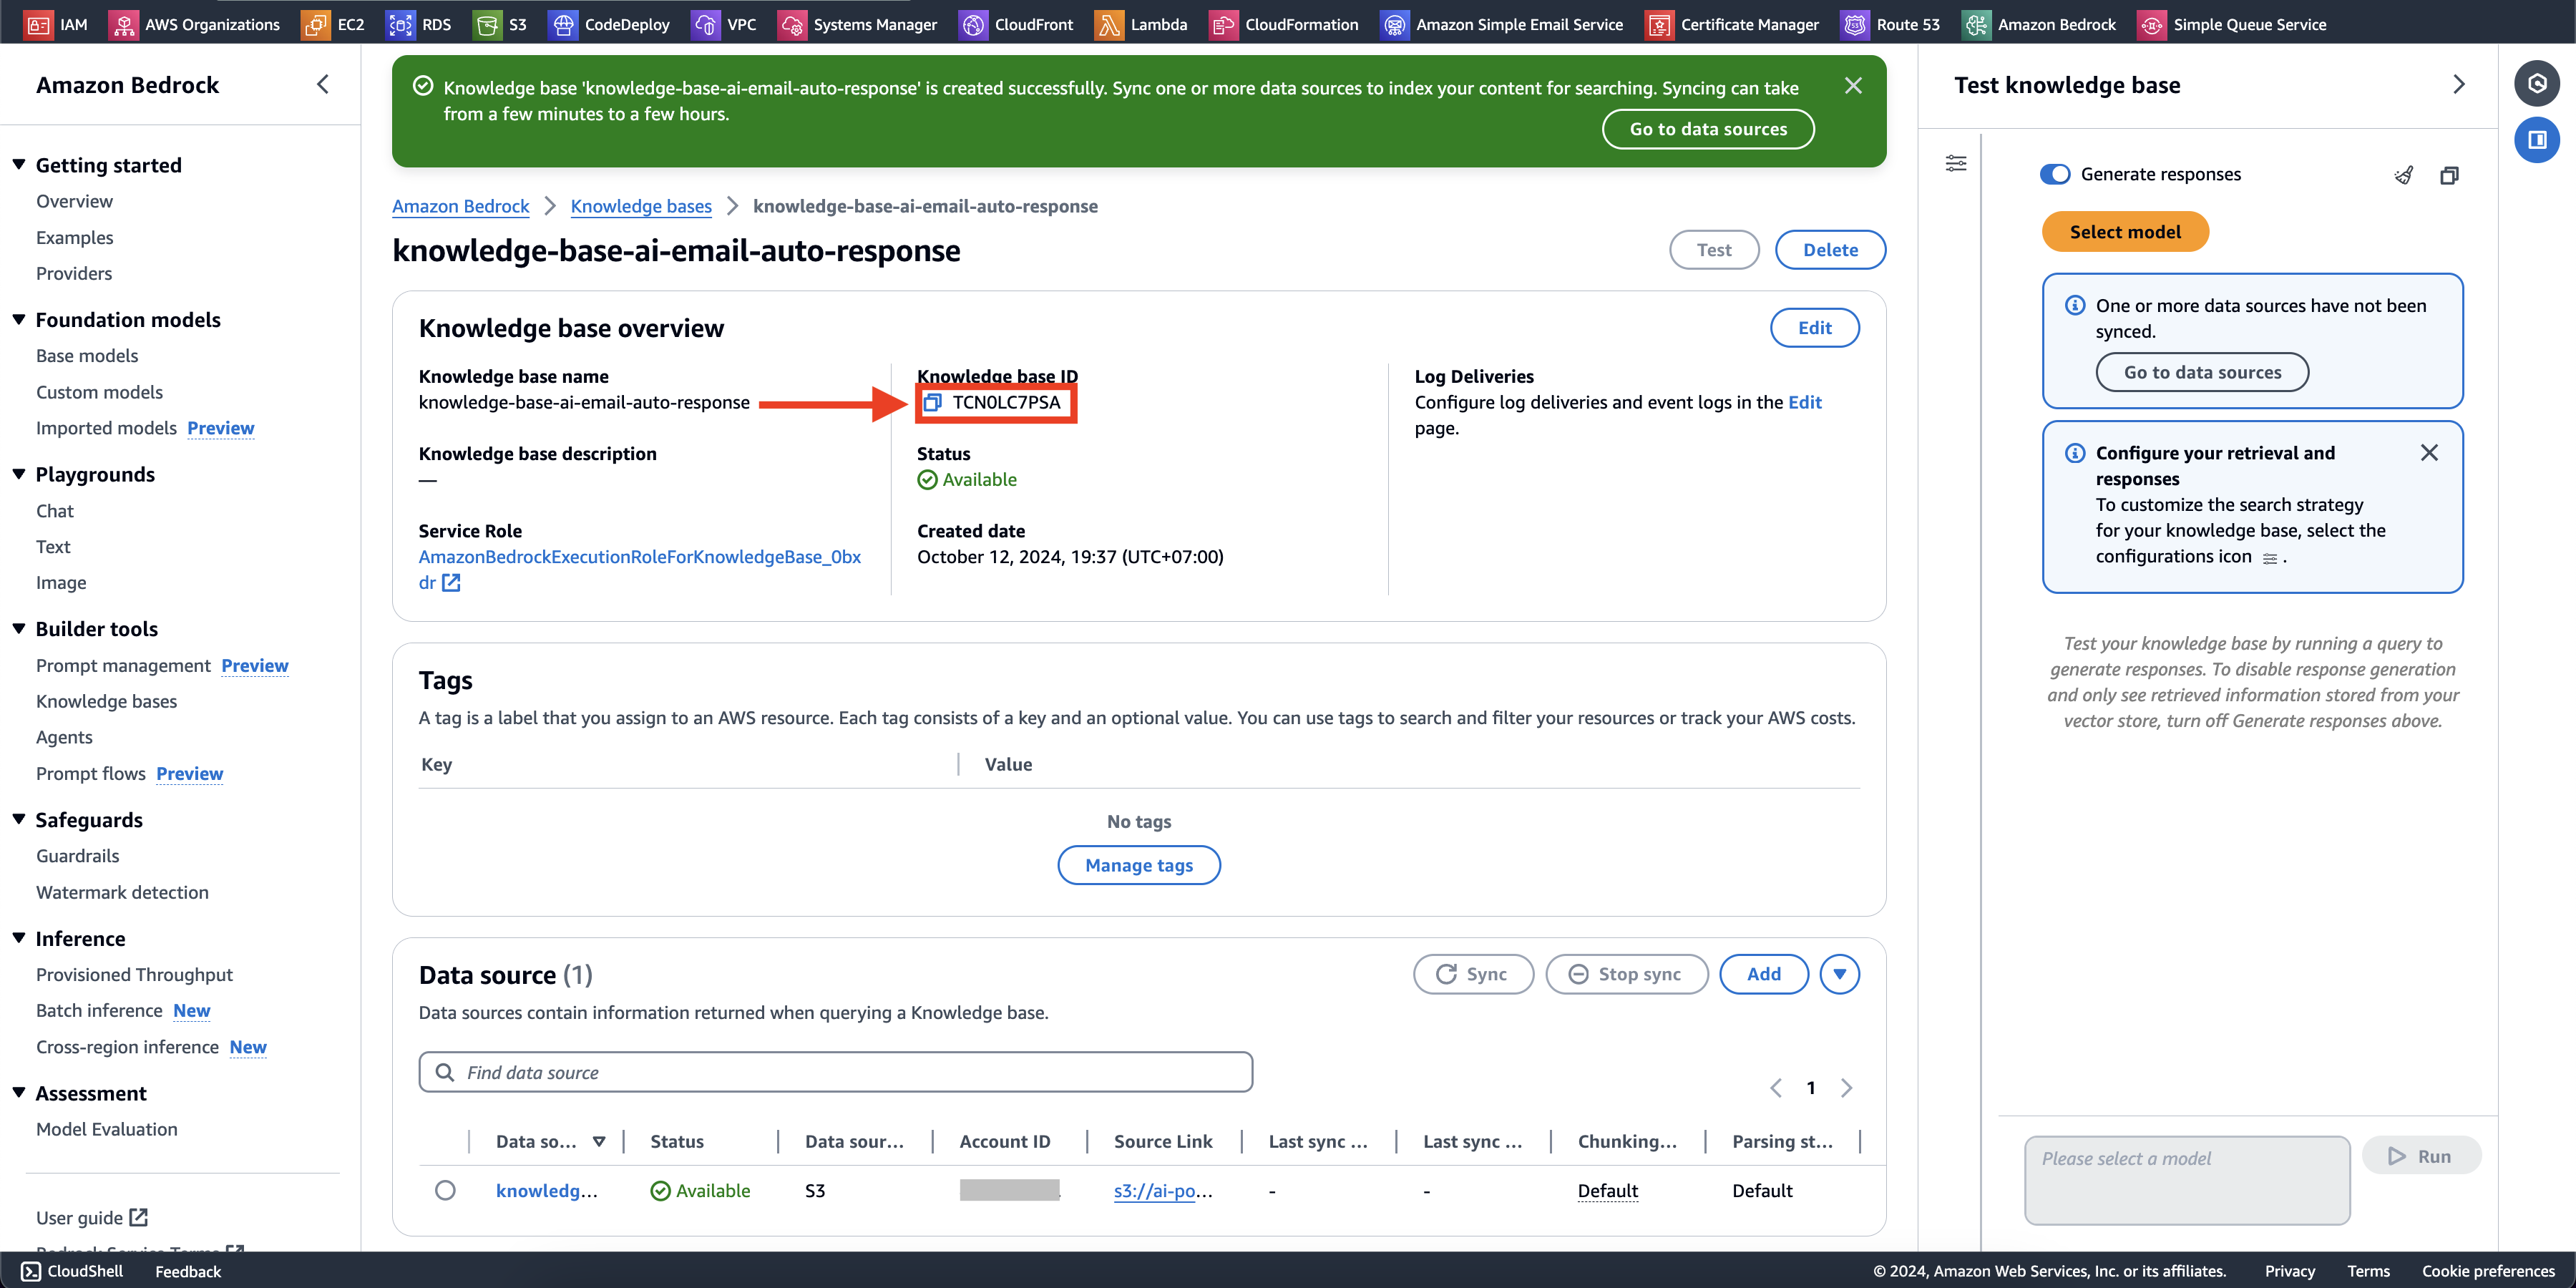 IAM AWS Organizations EC2 RDS S3 CodeDeploy VPC Systems Manager CloudFront Lambda CloudFormation Amazon Simple Email Service Certificate Manager Route 53 Amazon Bedrock Simple Queue Service
Amazon Bedrock
Getting started
Overview
Examples
Providers
Foundation models
Base models
Custom models
Imported models Preview
Playgrounds
Chat
Text
Image
Builder tools
Prompt management Preview
Knowledge bases
Agents
Prompt flows Preview
Safeguards
Guardrails
Watermark detection
Inference
Provisioned Throughput
Batch inference New
Cross-region inference New
Assessment
Model Evaluation
User guide
Bedrock Service Terms
Knowledge base 'knowledge-base-ai-email-auto-response' is created successfully. Sync one or more data sources to index your content for searching. Syncing can take
from a few minutes to a few hours.
Go to data sources
Amazon Bedrock Knowledge bases knowledge-base-ai-email-auto-response
knowledge-base-ai-email-auto-response
Test Delete
Knowledge base overview
Edit
Knowledge base name
knowledge-base-ai-email-auto-response
Knowledge base description
—
Service Role
AmazonBedrockExecutionRoleForKnowledgeBase_0bx
dr
Knowledge base ID
TCN0LC7PSA
Status
Available
Created date
October 12, 2024, 19:37 (UTC+07:00)
Log Deliveries
Configure log deliveries and event logs in the Edit
page.
Tags
A tag is a label that you assign to an AWS resource. Each tag consists of a key and an optional value. You can use tags to search and filter your resources or track your AWS costs.
Key Value
No tags
Manage tags
Data source (1)
Sync Stop sync Add
Data sources contain information returned when querying a Knowledge base.
Find data source
1
Data so... Status Data sour... Account ID Source Link Last sync ... Last sync ... Chunking... Parsing st...
knowledg... Available S3 s3://ai-po... - - Default Default
Test knowledge base
Generate responses
Select model
One or more data sources have not been
synced.
Go to data sources
Configure your retrieval and
responses
To customize the search strategy
for your knowledge base, select the
configurations icon .
Test your knowledge base by running a query to
generate responses. To disable response generation
and only see retrieved information stored from your
vector store, turn off Generate responses above.
Please select a model
Run
CloudShell Feedback
© 2024, Amazon Web Services, Inc. or its affiliates. Privacy Terms Cookie preferences